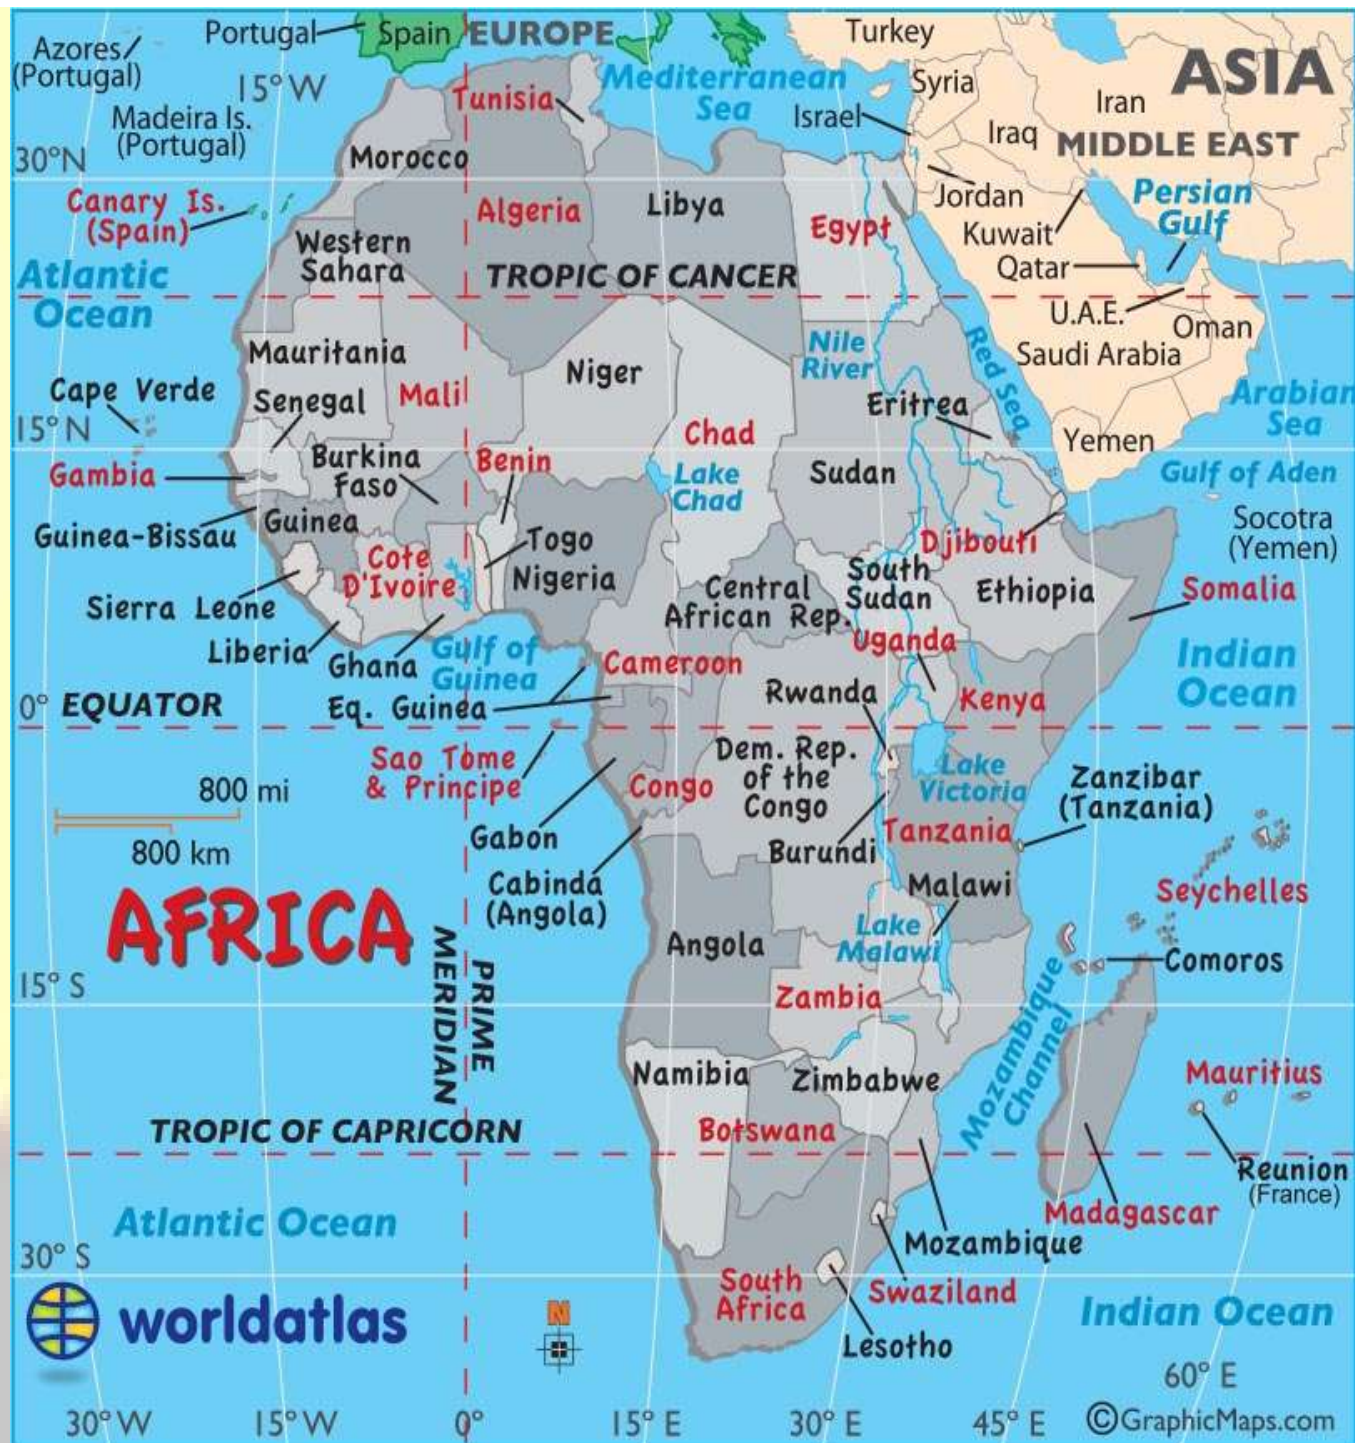 Azores
(Portugal)
Portugal
Spain
EUROPE
Turkey
ASIA
15° W
Tunisia
Mediterranean
Sea
Syria
Iran
Madeira Is.
(Portugal)
Israel
Iraq
MIDDLE EAST
30°N
Morocco
Jordan
Persian
Gulf
Canary Is.
(Spain)
Algeria
Libya
Egypt
Kuwait
Western
Sahara
Qatar
Atlantic
Ocean
TROPIC OF CANCER
U.A.E.
Oman
Mauritania
Niger
Nile
River
Red Sea
Saudi Arabia
Cape Verde
Senegal
Mali
Eritrea
Arabian
Sea
15° N
Chad
Yemen
Gambia
Burkina
Faso
Benin
Lake
Chad
Sudan
Gulf of Aden
Guinea-Bissau
Guinea
Togo
Djibouti
Socotra
(Yemen)
Cote
D'Ivoire
Nigeria
Central
African Rep.
South
Sudan
Ethiopia
Somalia
Sierra Leone
Liberia
Ghana
Gulf of
Guinea
Cameroon
Uganda
Indian
Ocean
0°
EQUATOR
Eq. Guinea
Rwanda
Kenya
Sao Tome
& Principe
Congo
Dem. Rep.
of the
Congo
Lake
Victoria
Zanzibar
(Tanzania)
800 mi
800 km
Gabon
Burundi
Tanzania
Cabinda
(Angola)
Malawi
Seychelles
AFRICA
Angola
Lake
Malawi
Comoros
PRIME
MERIDIAN
15° S
Zambia
Mozambique
Channel
Namibia
Zimbabwe
Mauritius
TROPIC OF CAPRICORN
Botswana
Reunion
(France)
Atlantic Ocean
Madagascar
Mozambique
30° S
South
Africa
Swaziland
worldatlas
N
Lesotho
Indian Ocean
60° E
30°W
15°W
0°
15° E
30°E
45° E
©GraphicMaps.com